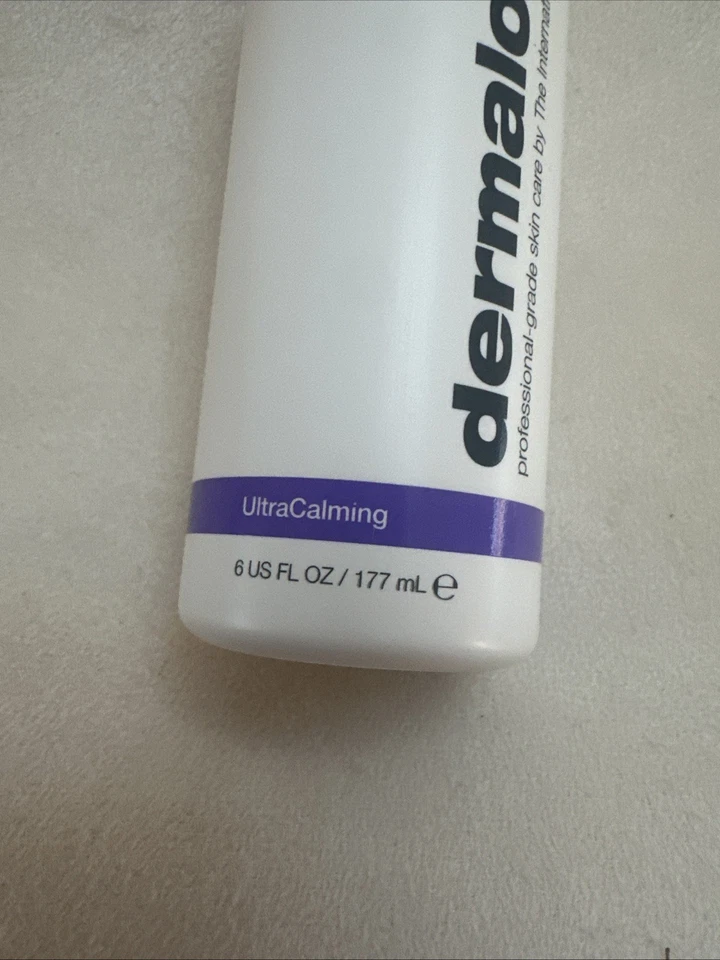 dermalo
professional-grade skin care by The Internat
UltraCalming
6 US FL OZ / 177 mL ℮